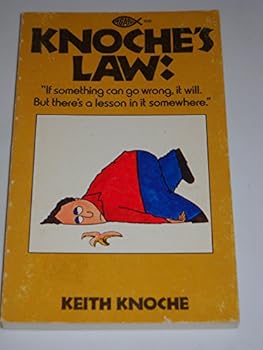 KNOCHE'S
LAW:
"If something can go wrong, it will.
But there's a lesson in it somewhere."
KEITH KNOCHE